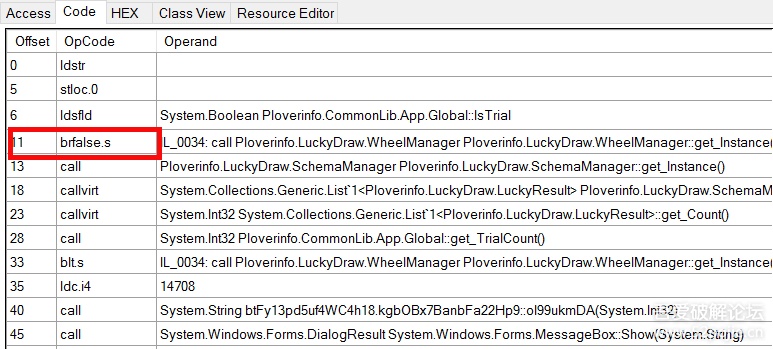 Access Code HEX Class View Resource Editor
Offset OpCode Operand
0 ldstr
5 stloc.0
6 ldsfld System.Boolean Ploverinfo.CommonLib.App.Global::IsTrial
11 brfalse.s IL_0034: call Ploverinfo.LuckyDraw.WheelManager Ploverinfo.LuckyDraw.WheelManager::get_Instance()
13 call Ploverinfo.LuckyDraw.SchemaManager Ploverinfo.LuckyDraw.SchemaManager::get_Instance()
18 callvirt System.Collections.Generic.List`1<Ploverinfo.LuckyDraw.LuckyResult> Ploverinfo.LuckyDraw.SchemaM
23 callvirt System.Int32 System.Collections.Generic.List`1<Ploverinfo.LuckyDraw.LuckyResult>::get_Count()
28 call System.Int32 Ploverinfo.CommonLib.App.Global::get_TrialCount()
33 blt.s IL_0034: call Ploverinfo.LuckyDraw.WheelManager Ploverinfo.LuckyDraw.WheelManager::get_Instance
35 ldc.i4 14708
40 call System.String btFy13pd5uf4WC4h18.kgbOBx7BanbFa22Hp9::ol99ukmDA(System.Int32)
45 call System.Windows.Forms.DialogResult System.Windows.Forms.MessageBox::Show(System.String)
吾爱破解论坛